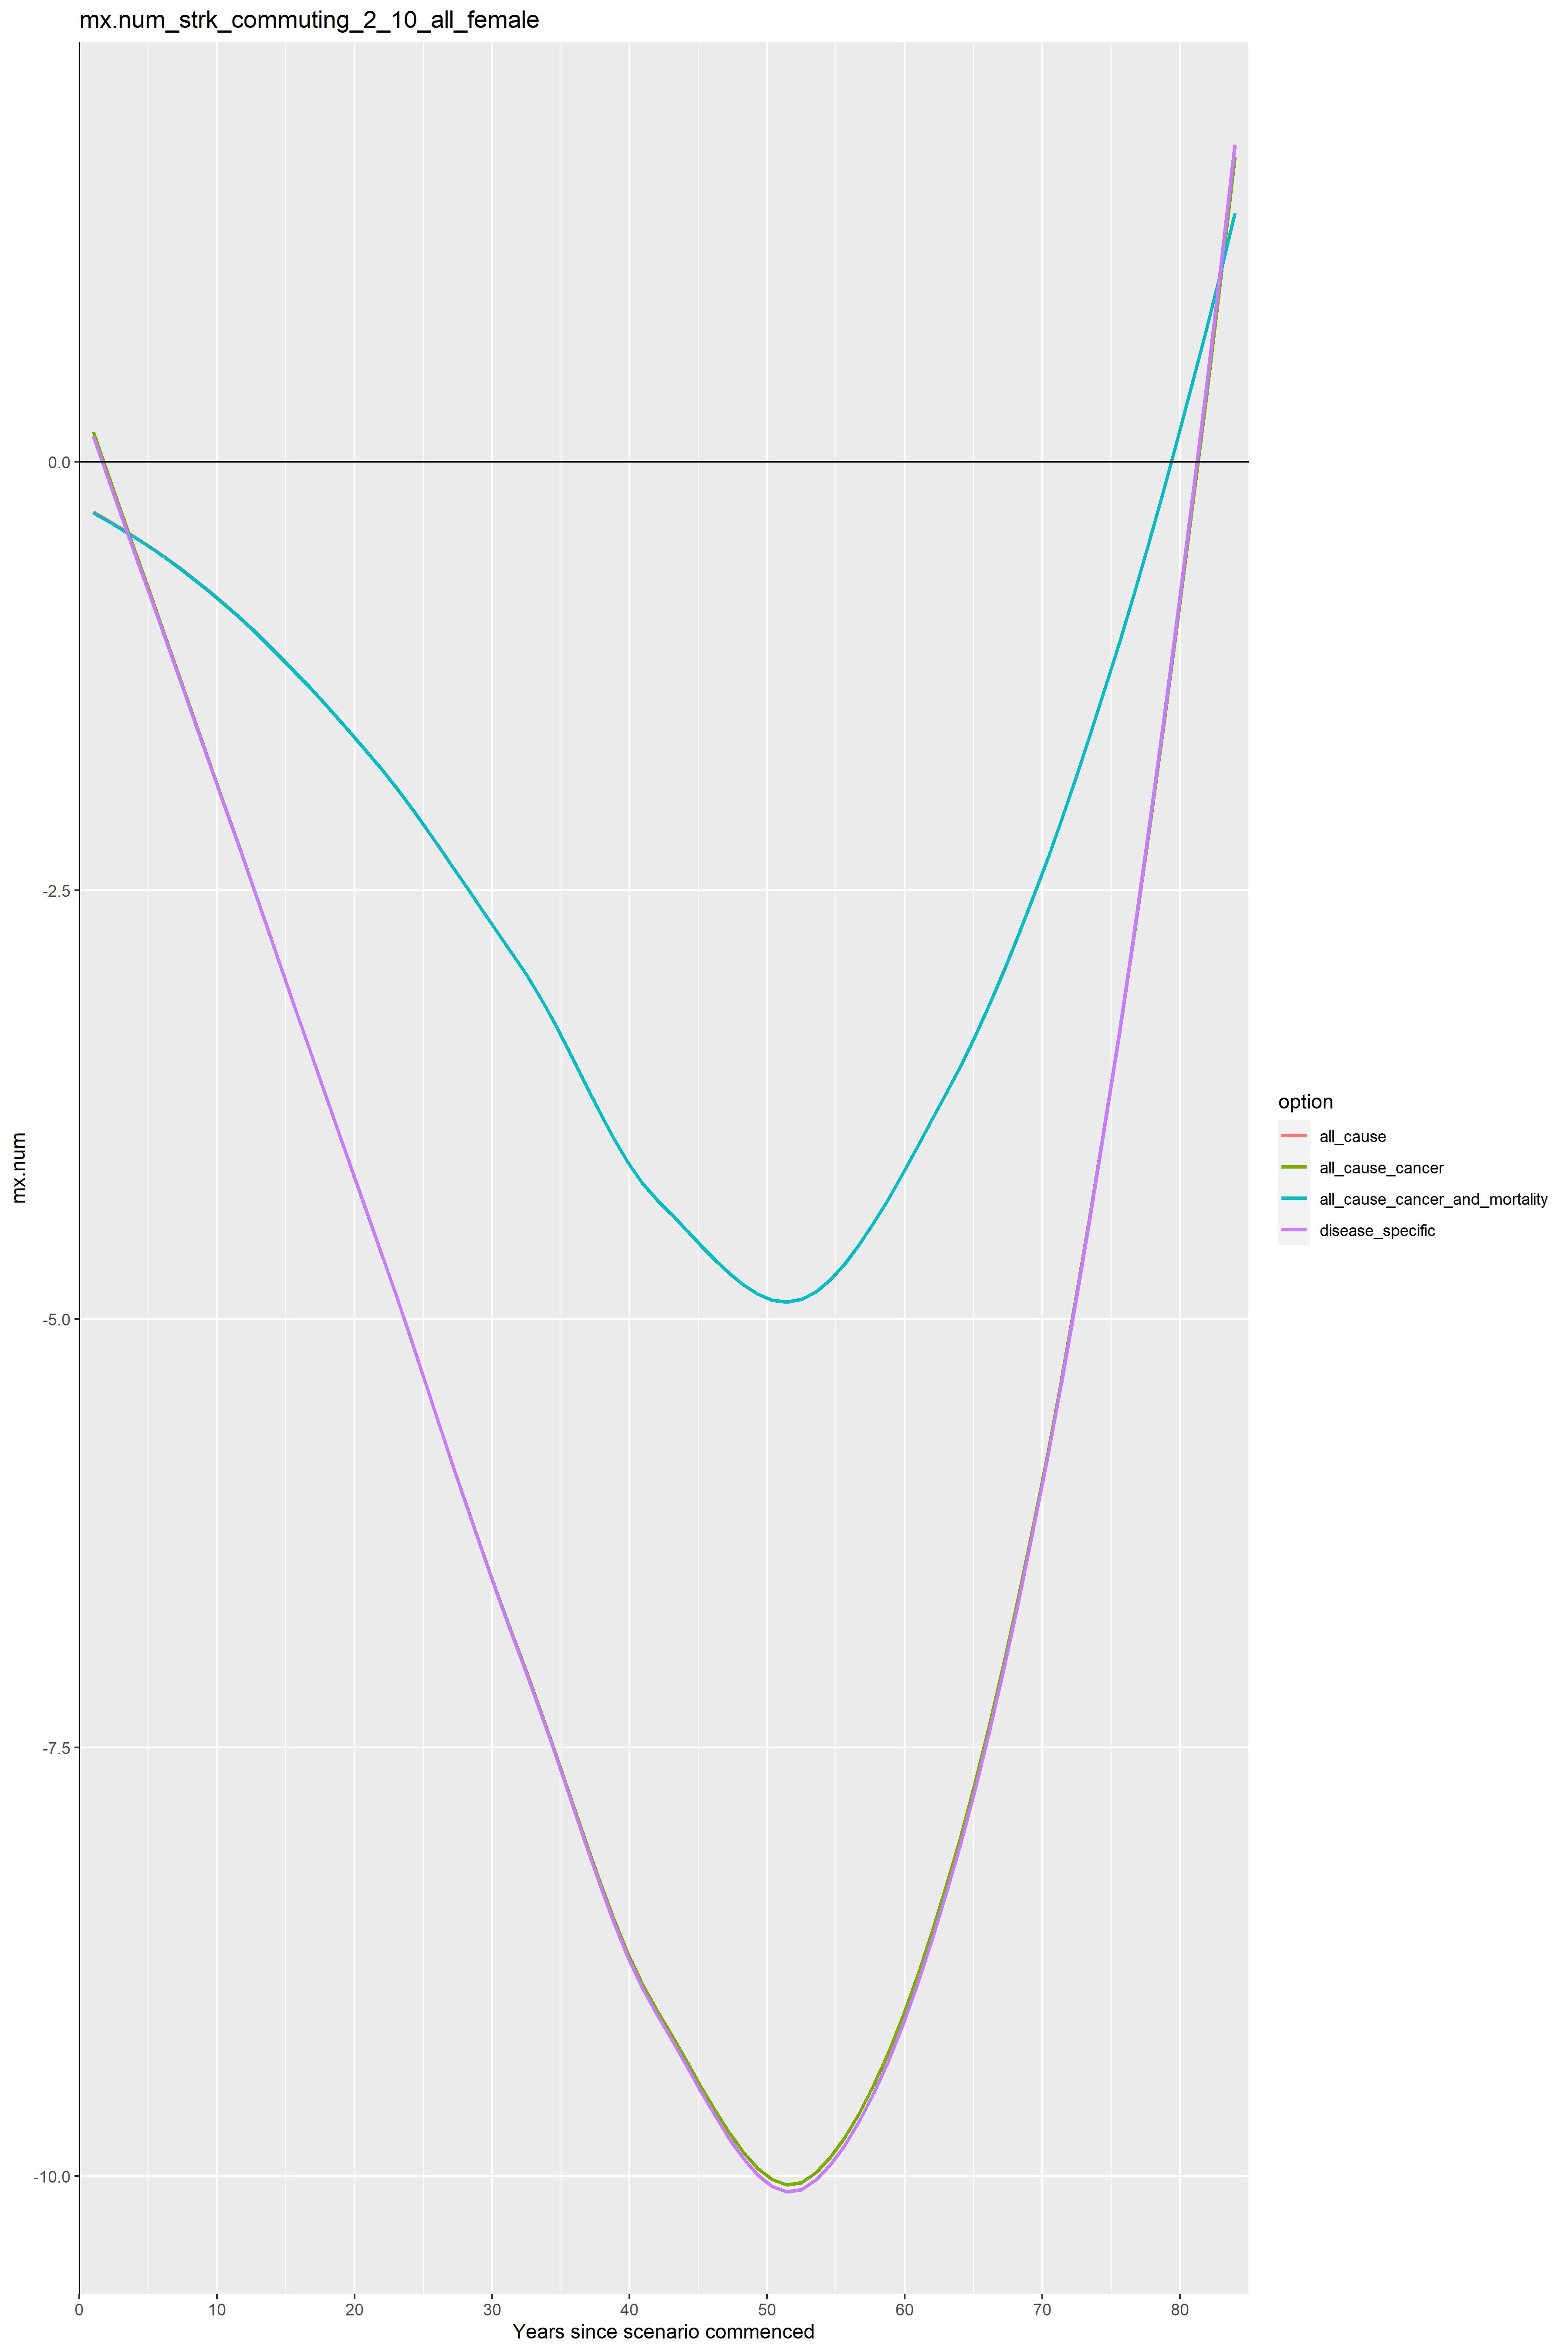 mx.num_strk_commuting_2_10_all_female
0.0
-2.5
-5.0
-7.5
-10.0
mx.num
0 10 20 30 40 50 60 70 80
Years since scenario commenced
option
all_cause
all_cause_cancer
all_cause_cancer_and_mortality
disease_specific